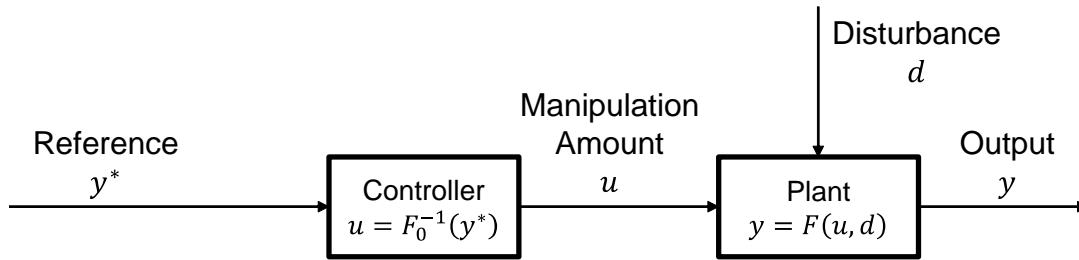 Disturbance
d
Manipulation
Amount
u
Reference
y*
Output
y
Controller
u = F₀⁻¹(y*)
Plant
y = F(u, d)